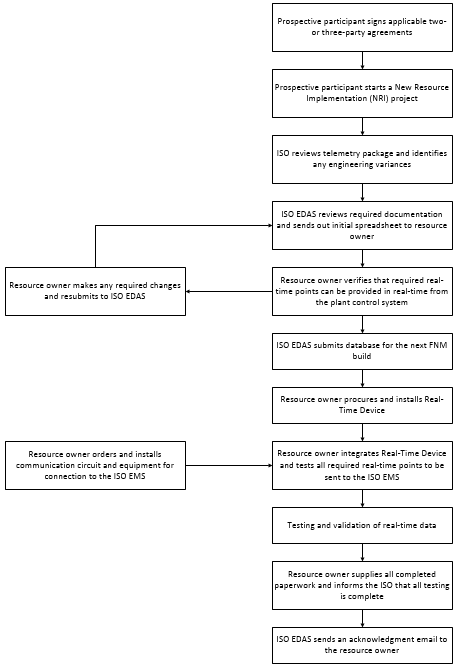 Prospective participant signs applicable two-
or three-party agreements
Prospective participant starts a New Resource
Implementation (NRI) project
ISO reviews telemetry package and identifies
any engineering variances
ISO EDAS reviews required documentation
and sends out initial spreadsheet to resource
owner
Resource owner makes any required changes
and resubmits to ISO EDAS
Resource owner verifies that required real-
time points can be provided in real-time from
the plant control system
ISO EDAS submits database for the next FNM
build
Resource owner procures and installs Real-
Time Device
Resource owner orders and installs
communication circuit and equipment for
connection to the ISO EMS
Resource owner integrates Real-Time Device
and tests all required real-time points to be
sent to the ISO EMS
Testing and validation of real-time data
Resource owner supplies all completed
paperwork and informs the ISO that all testing
is complete
ISO EDAS sends an acknowledgment email to
the resource owner